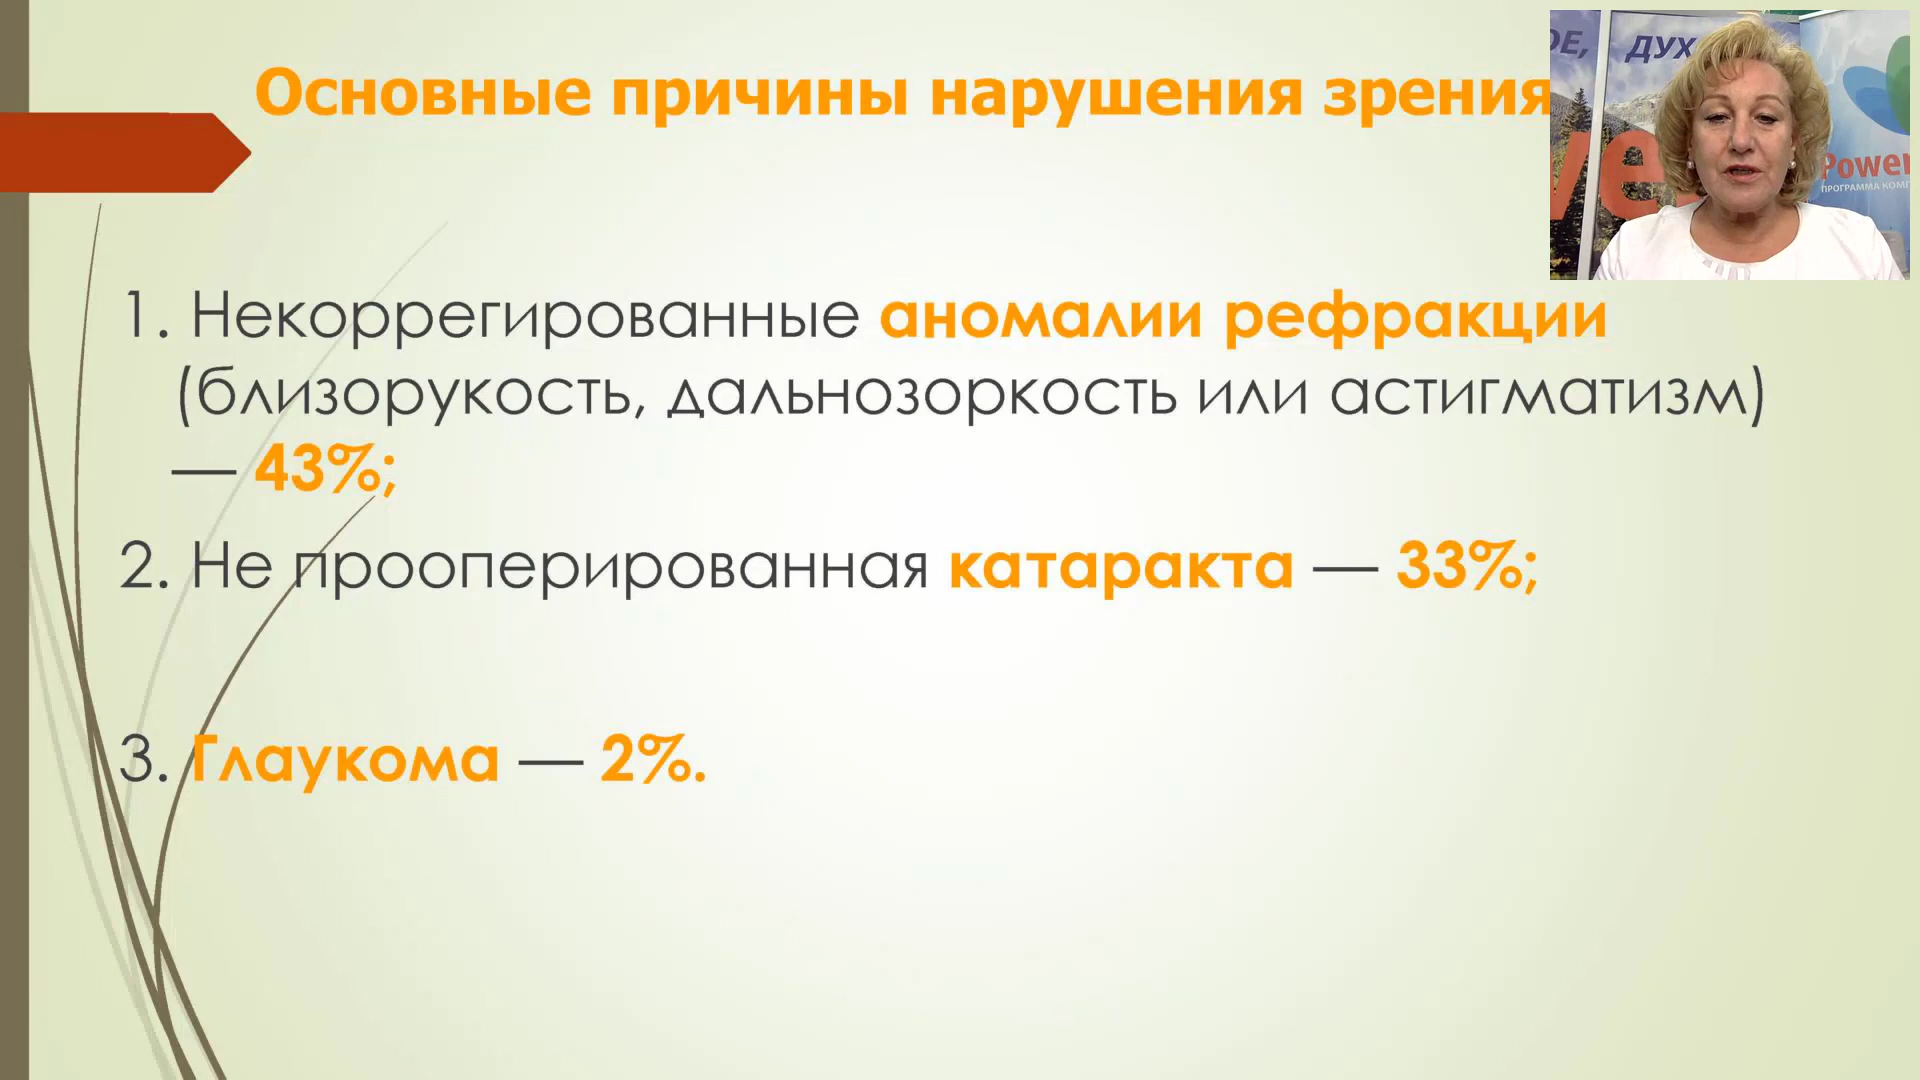 Основные причины нарушения зрения
ДУХ
Power
ПРОГРАММА
1. Некоррегированные аномалии рефракции
(близорукость, дальнозоркость или астигматизм)
— 43%;
2. Не прооперированная катаракта — 33%;
3. Глаукома — 2%.